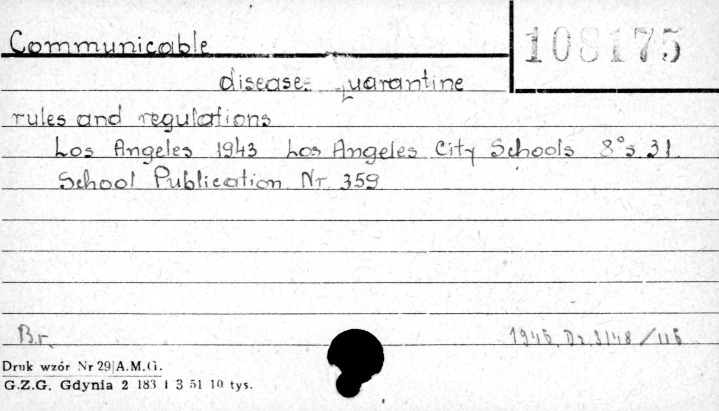 Communicable
108175
diseases quarantine
rules and regulations
Los Angeles 1943 Los Angeles City Schools 8° s. 31.
School Publication Nr. 359
Br.
Druk wzór Nr 29|A.M.G.
G.Z.G. Gdynia 2 183 1 3 51 10 tys.